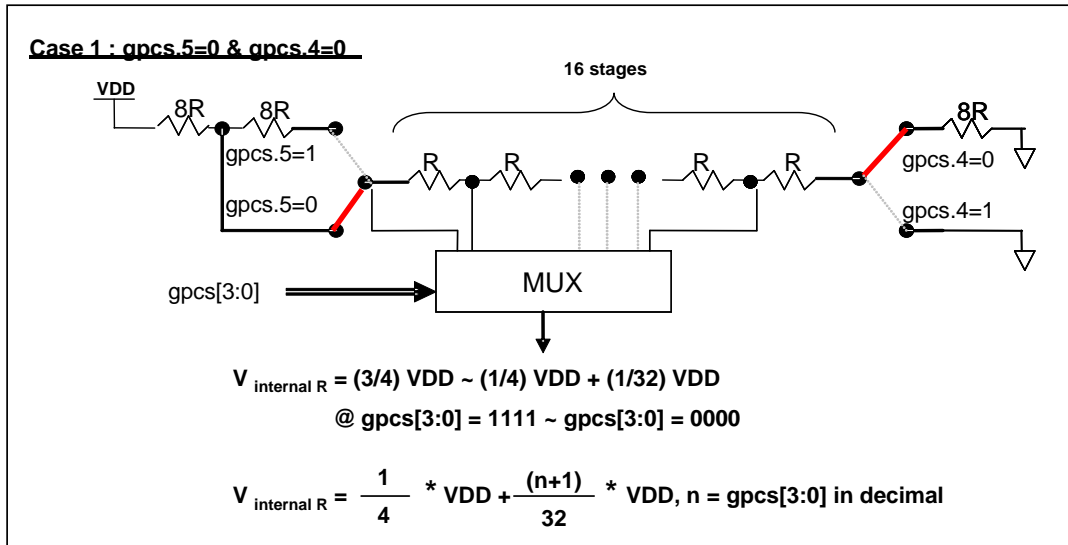 Case 1 : gpcs.5=0 & gpcs.4=0
16 stages
VDD
8R 8R 8R
gpcs.5=1 R R R R gpcs.4=0
gpcs.5=0 gpcs.4=1
MUX
gpcs[3:0]
V internal R = (3/4) VDD ~ (1/4) VDD + (1/32) VDD
@ gpcs[3:0] = 1111 ~ gpcs[3:0] = 0000
V internal R = 1/4 * VDD + (n+1)/32 * VDD, n = gpcs[3:0] in decimal